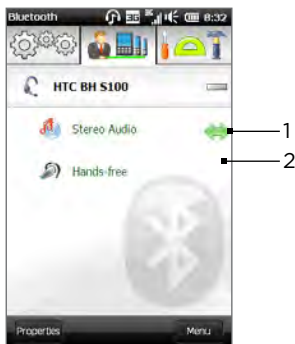 Bluetooth 8:32
HTC BH S100
Stereo Audio
1
2
Hands-free
Properties Menu